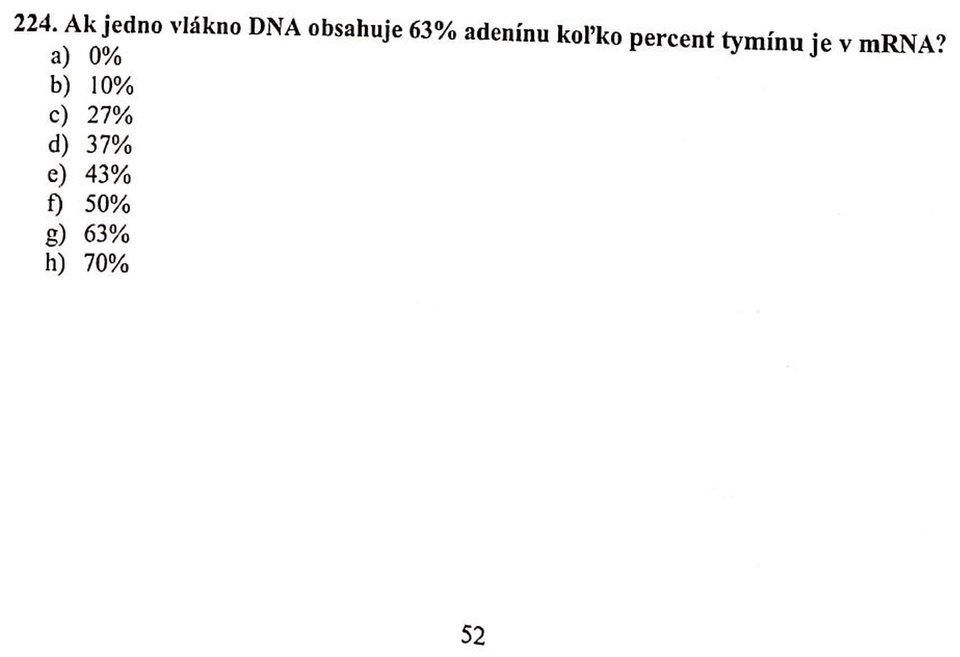 224. Ak jedno vlákno DNA obsahuje 63% adenínu koľko percent tymínu je v mRNA?
a) 0%
b) 10%
c) 27%
d) 37%
e) 43%
f) 50%
g) 63%
h) 70%
52